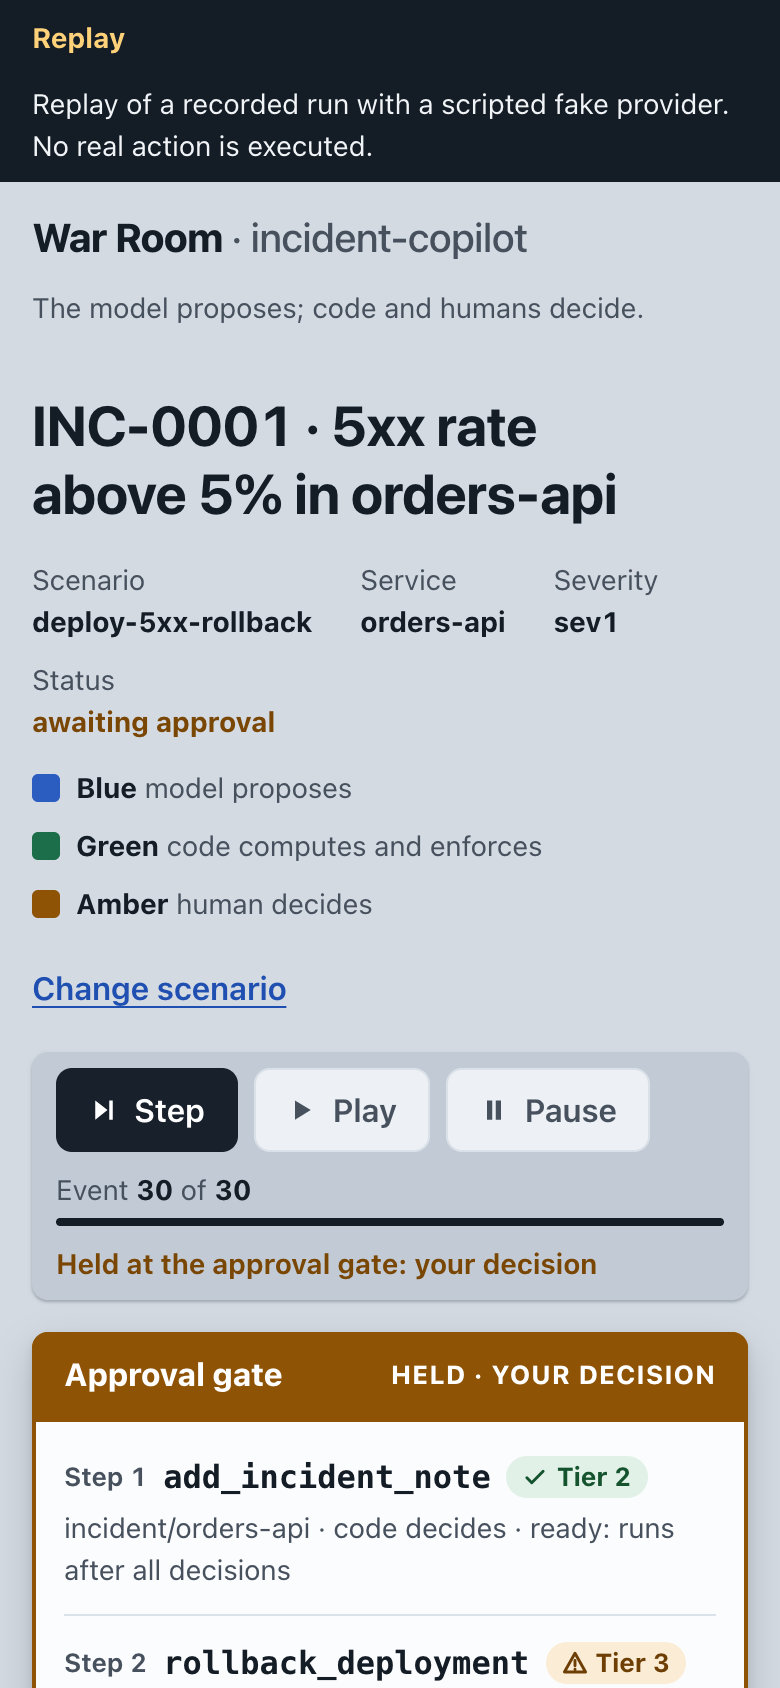 Replay
Replay of a recorded run with a scripted fake provider.
No real action is executed.
War Room · incident-copilot
The model proposes; code and humans decide.
INC-0001 · 5xx rate
above 5% in orders-api
Scenario Service Severity
deploy-5xx-rollback orders-api sev1
Status
awaiting approval
Blue model proposes
Green code computes and enforces
Amber human decides
Change scenario
Step Play Pause
Event 30 of 30
Held at the approval gate: your decision
Approval gate HELD · YOUR DECISION
Step 1 add_incident_note Tier 2
incident/orders-api · code decides · ready: runs
after all decisions
Step 2 rollback_deployment Tier 3